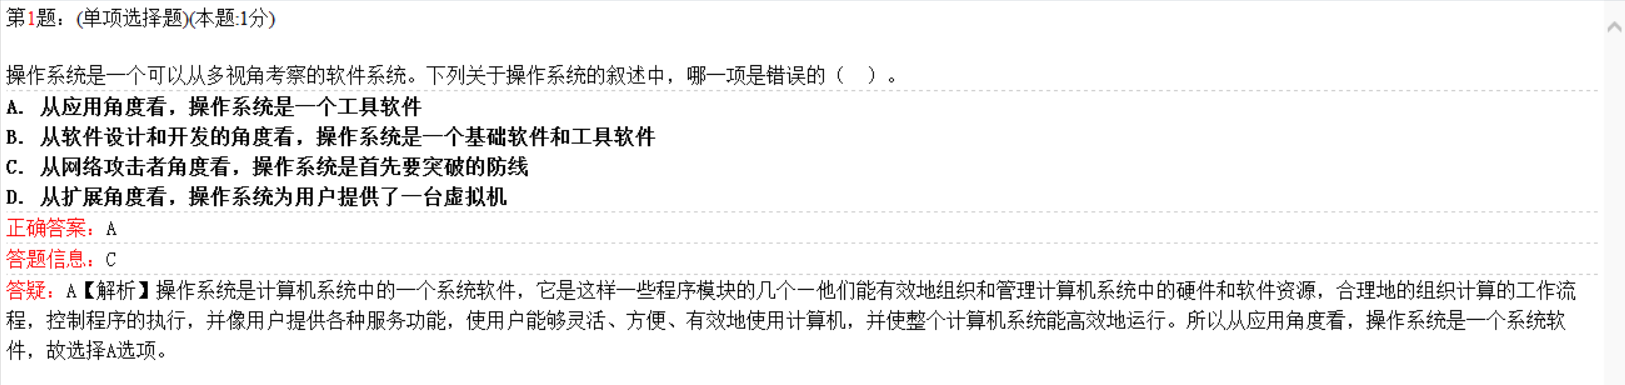 第1题：(单项选择题)(本题:1分)
操作系统是一个可以从多视角考察的软件系统。下列关于操作系统的叙述中，哪一项是错误的（　）。
A. 从应用角度看，操作系统是一个工具软件
B. 从软件设计和开发的角度看，操作系统是一个基础软件和工具软件
C. 从网络攻击者角度看，操作系统是首先要突破的防线
D. 从扩展角度看，操作系统为用户提供了一台虚拟机
正确答案：A
答题信息：C
答疑：A【解析】操作系统是计算机系统中的一个系统软件，它是这样一些程序模块的几个一他们能有效地组织和管理计算机系统中的硬件和软件资源，合理地的组织计算的工作流
程，控制程序的执行，并像用户提供各种服务功能，使用户能够灵活、方便、有效地使用计算机，并使整个计算机系统能高效地运行。所以从应用角度看，操作系统是一个系统软
件，故选择A选项。